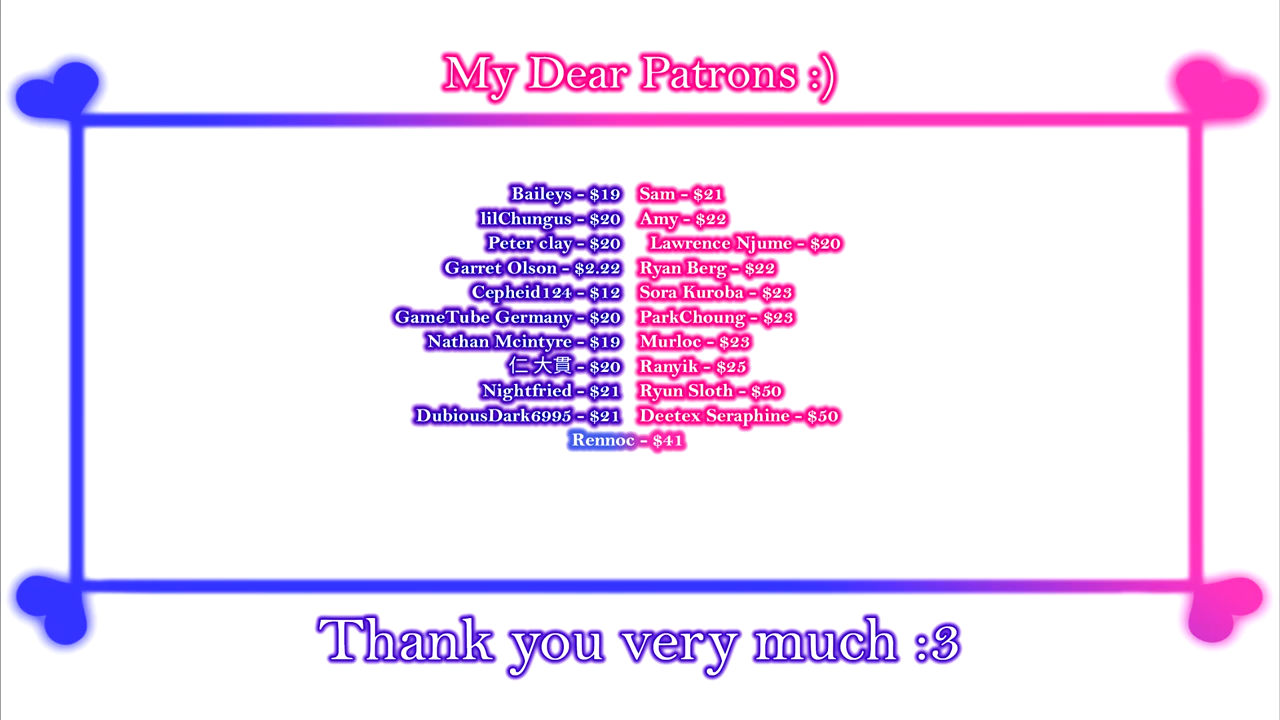 My Dear Patrons :)
Baileys - $19 Sam - $21
lilChungus - $20 Amy - $22
Peter clay - $20 Lawrence Njume - $20
Garret Olson - $2.22 Ryan Berg - $22
Cepheid124 - $12 Sora Kuroba - $23
GameTube Germany - $20 ParkChoung - $23
Nathan Mcintyre - $19 Murloc - $23
仁 大貫 - $20 Ranyik - $25
Nightfried - $21 Ryun Sloth - $50
DubiousDark6995 - $21 Deetex Seraphine - $50
Rennoc - $41
Thank you very much :3